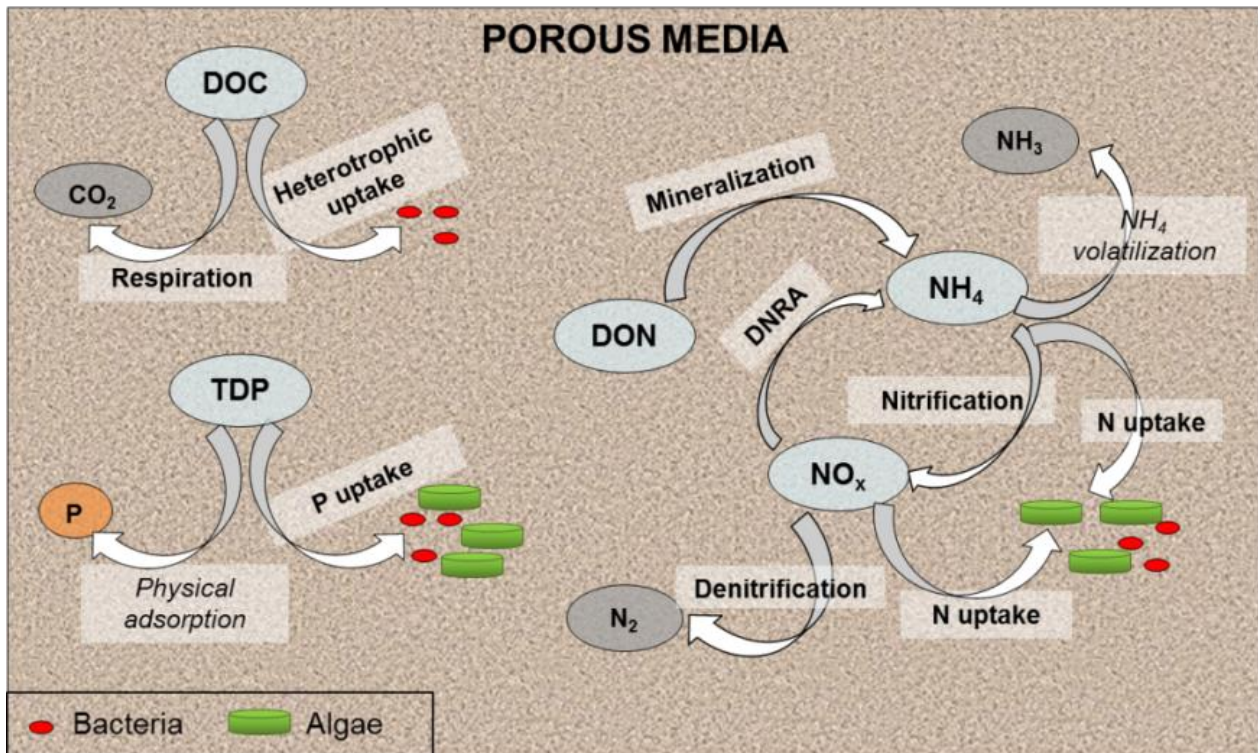 POROUS MEDIA
DOC
CO₂
Heterotrophic
uptake
Respiration
TDP
P
P uptake
Physical
adsorption
NH₃
Mineralization
NH₄
volatilization
NH₄
DNRA
DON
Nitrification
N uptake
NOₓ
Denitrification
N₂
N uptake
Bacteria
Algae